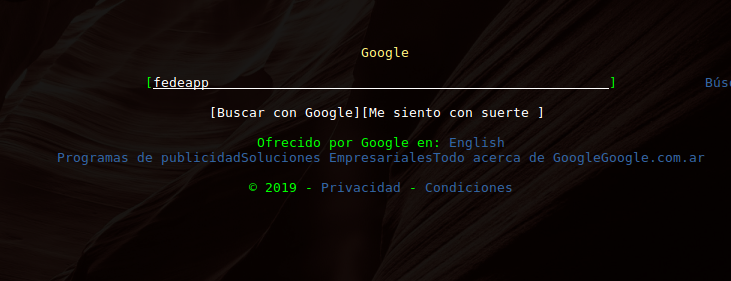 Google
[fedeapp] Bús
[Buscar con Google][Me siento con suerte ]
Ofrecido por Google en: English
Programas de publicidadSoluciones EmpresarialesTodo acerca de GoogleGoogle.com.ar
© 2019 - Privacidad - Condiciones